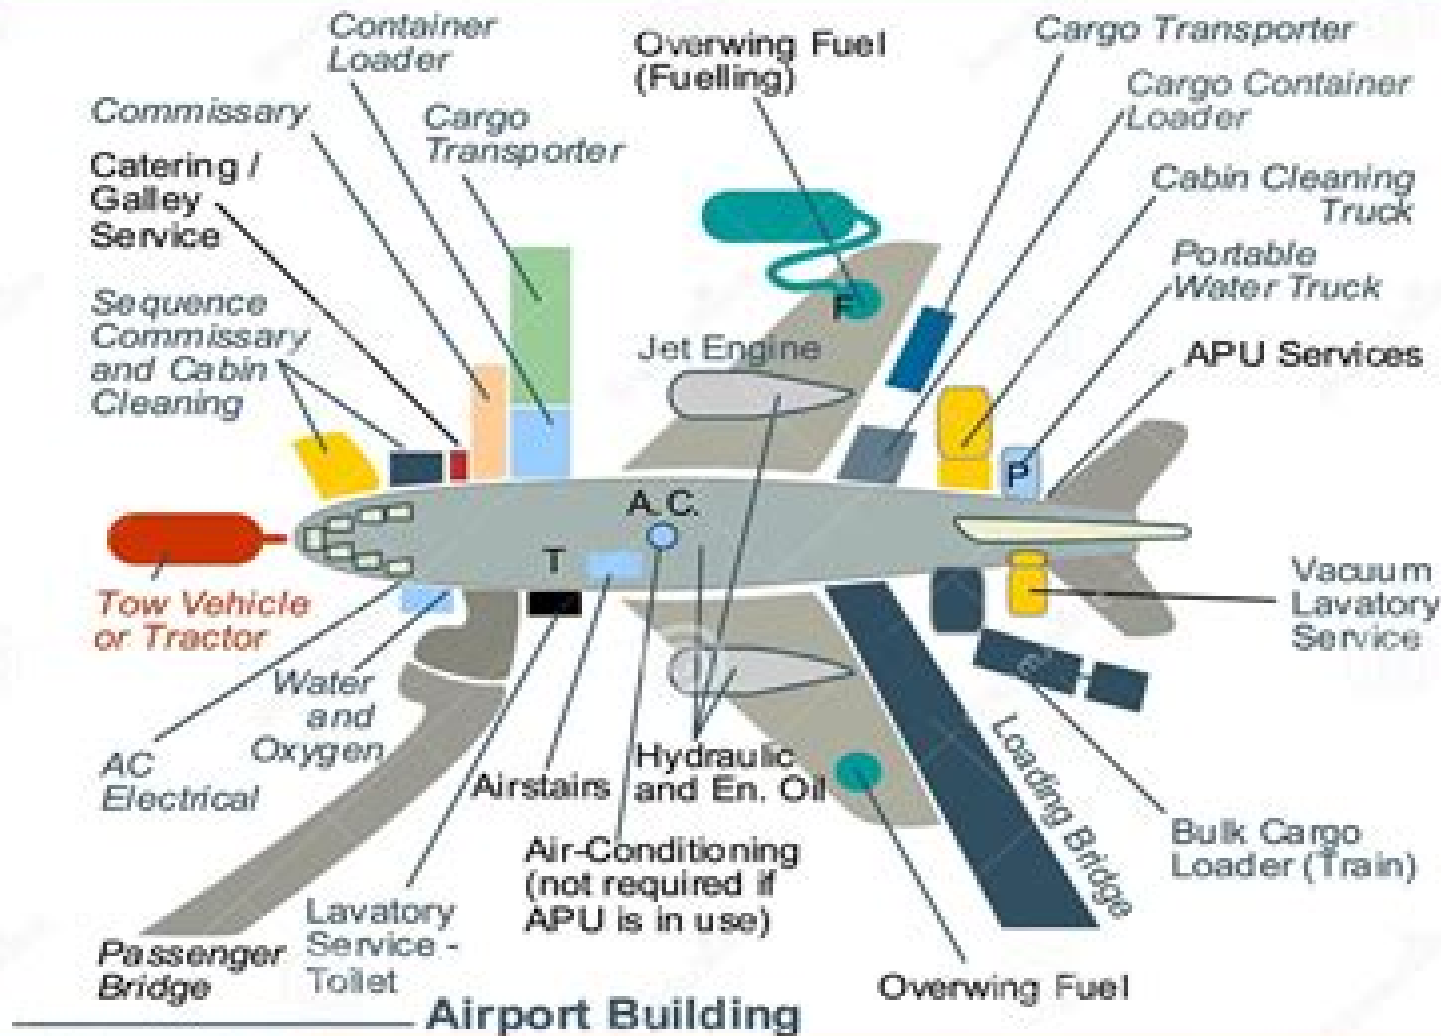 Container
Loader
Overwing Fuel
(Fuelling)
Cargo Transporter
Cargo Container
Loader
Commissary
Cargo
Transporter
Catering /
Galley
Service
Cabin Cleaning
Truck
Portable
Water Truck
Sequence
Commissary
and Cabin
Cleaning
F
Jet Engine
APU Services
P
A.C.
T
Tow Vehicle
or Tractor
Vacuum
Lavatory
Service
Water
and
Oxygen
AC
Electrical
Airstairs
Hydraulic
and En. Oil
Loading Bridge
Bulk Cargo
Loader (Train)
Air-Conditioning
(not required if
APU is in use)
Lavatory
Service -
Toilet
Passenger
Bridge
Overwing Fuel
Airport Building